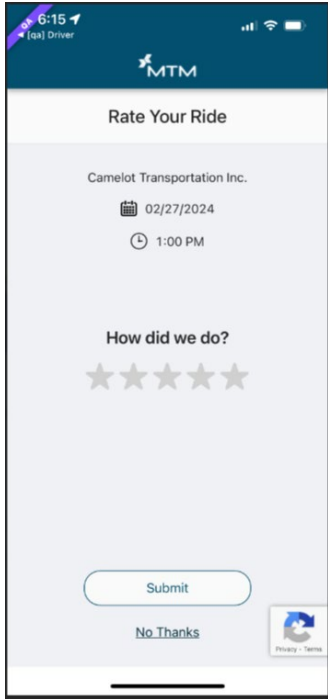 QA
6:15
[qa] Driver
MTM
Rate Your Ride
Camelot Transportation Inc.
02/27/2024
1:00 PM
How did we do?
Submit
No Thanks
Privacy - Terms